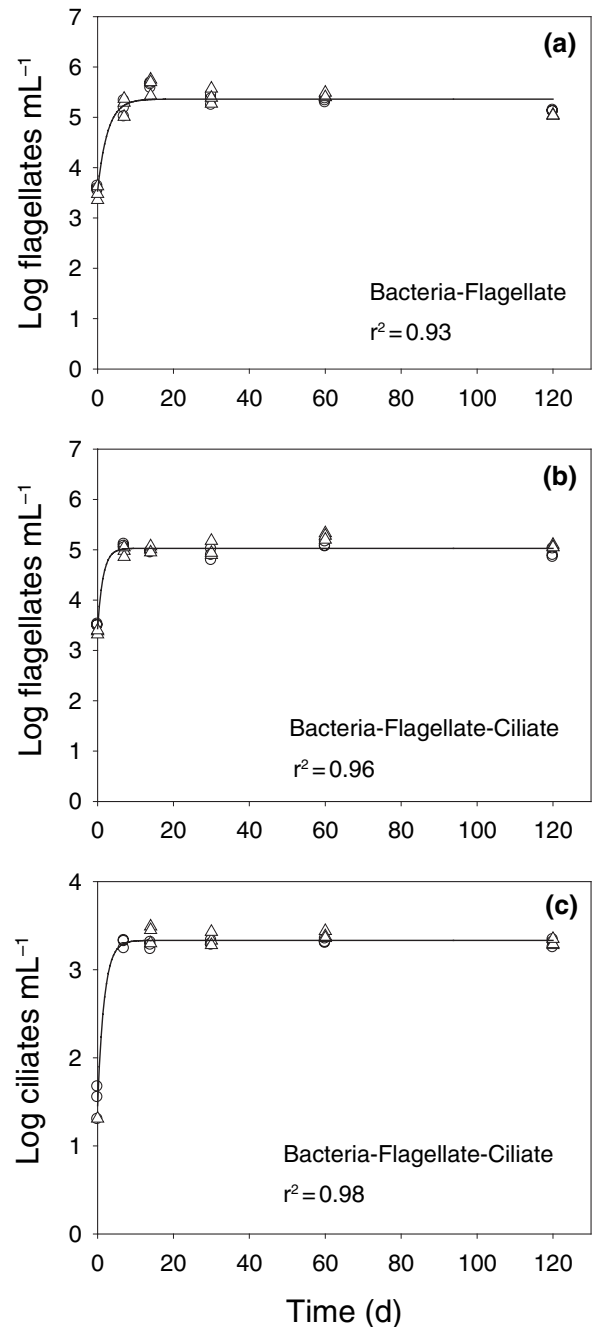 (a)
Log flagellates mL⁻¹
7
6
5
4
3
2
1
0
Bacteria-Flagellate
r² = 0.93
0 20 40 60 80 100 120
(b)
Log flagellates mL⁻¹
7
6
5
4
3
2
1
0
Bacteria-Flagellate-Ciliate
r² = 0.96
0 20 40 60 80 100 120
(c)
Log ciliates mL⁻¹
4
3
2
1
0
Bacteria-Flagellate-Ciliate
r² = 0.98
0 20 40 60 80 100 120
Time (d)